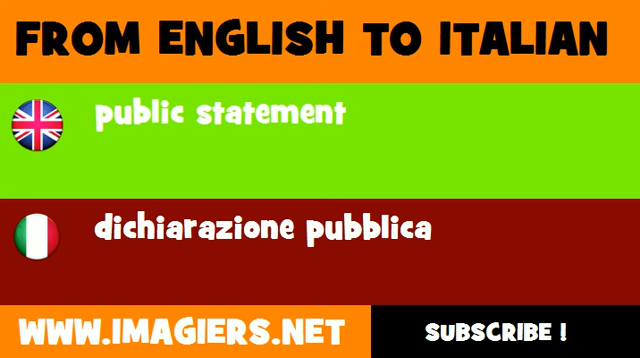 FROM ENGLISH TO ITALIAN
public statement
dichiarazione pubblica
WWW.IMAGIERS.NET
SUBSCRIBE !